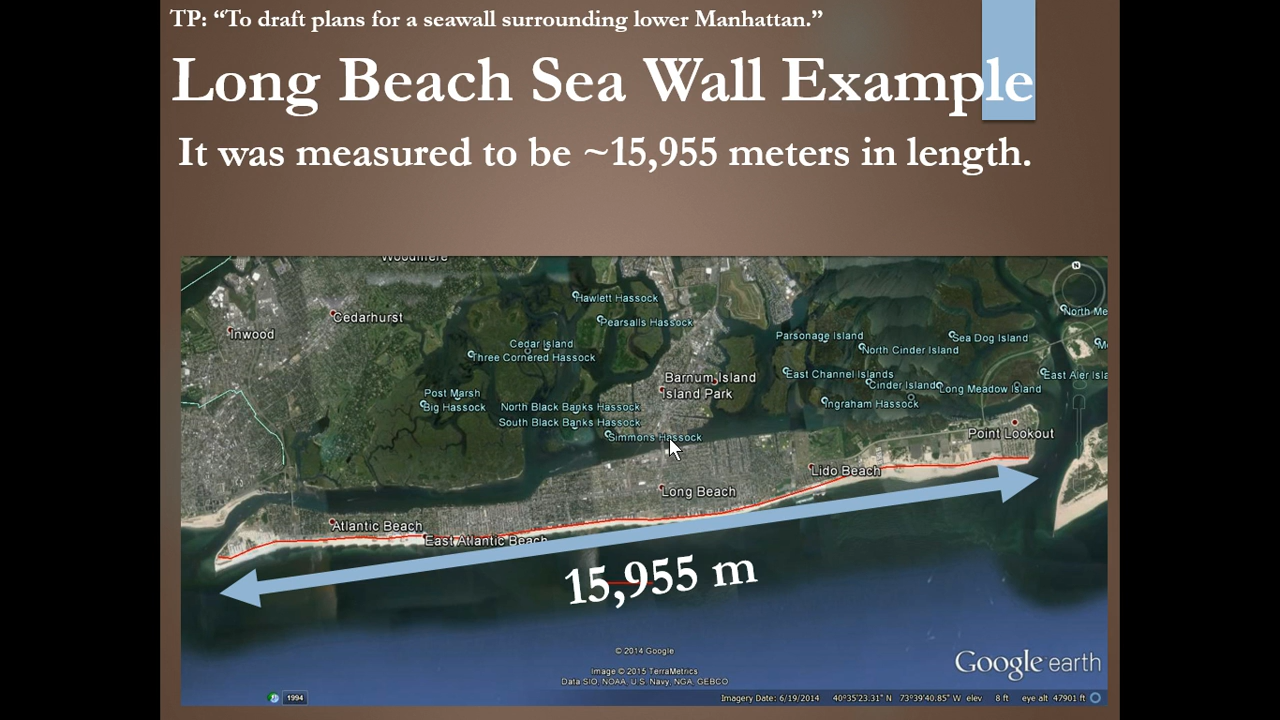 TP: “To draft plans for a seawall surrounding lower Manhattan.”
Long Beach Sea Wall Example
It was measured to be ~15,955 meters in length.
Woodmere
N
Hawlett Hassock
North Me
Cedarhurst
Pearsalls Hassock
Inwood
Parsonage Island
Sea Dog Island
Cedar Island
North Cinder Island
Three Cornered Hassock
Barnum Island
East Channel Islands
Cinder Island
Long Meadow Island
Island Park
Post Marsh
Big Hassock
North Black Banks Hassock
Ingraham Hassock
South Black Banks Hassock
Simmons Hassock
Point Lookout
Lido Beach
Long Beach
Atlantic Beach
East Atlantic Beach
15,955 m
© 2014 Google
Image © 2015 TerraMetrics
Data SIO, NOAA, U.S. Navy, NGA, GEBCO
Google earth
1994
Imagery Date: 6/19/2014 40°35'23.31" N 73°39'40.85" W elev 8 ft eye alt 47901 ft